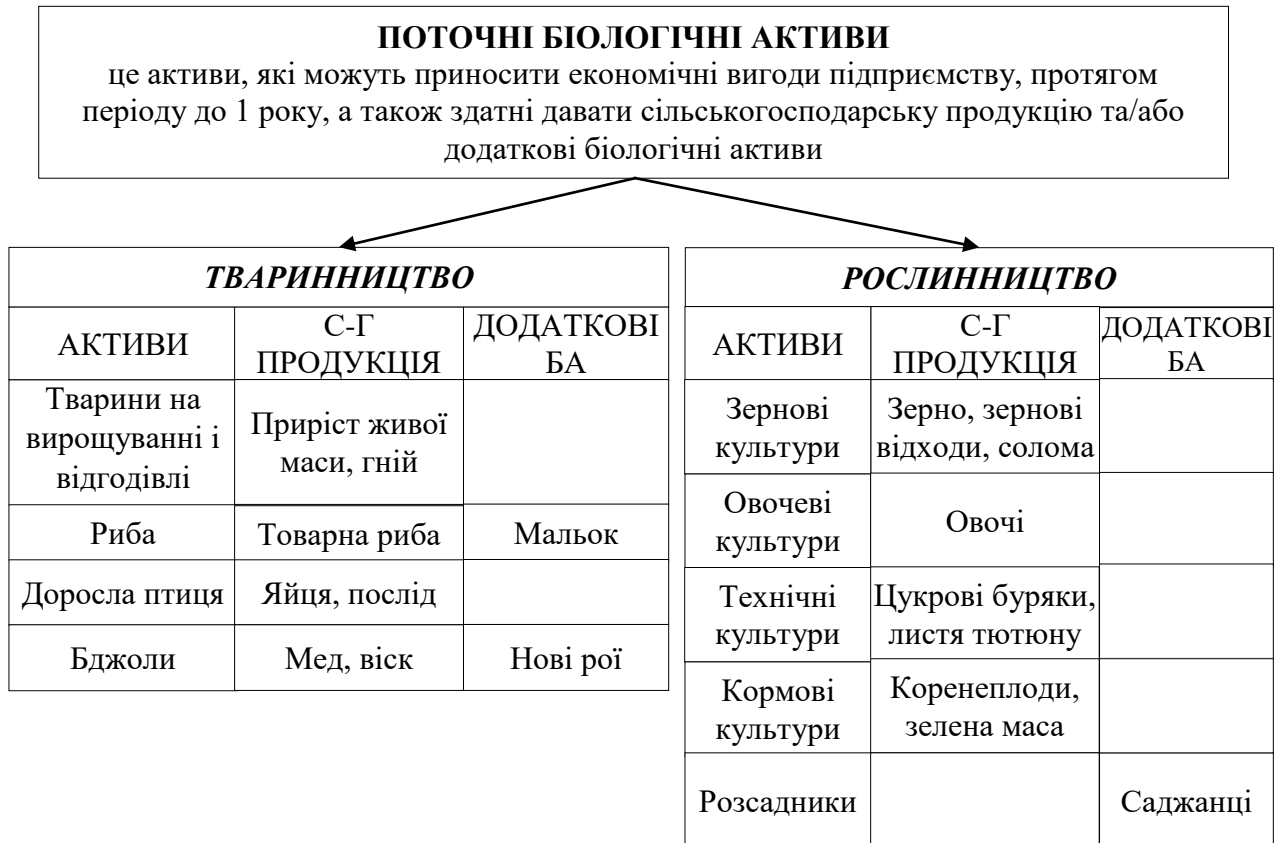 ПОТОЧНІ БІОЛОГІЧНІ АКТИВИ
це активи, які можуть приносити економічні вигоди підприємству, протягом
періоду до 1 року, а також здатні давати сільськогосподарську продукцію та/або
додаткові біологічні активи
ТВАРИННИЦТВО
АКТИВИ
С-Г
ПРОДУКЦІЯ
ДОДАТКОВІ
БА
Тварини на
вирощуванні і
відгодівлі
Приріст живої
маси, гній
Риба
Товарна риба
Мальок
Доросла птиця
Яйця, послід
Бджоли
Мед, віск
Нові рої
РОСЛИННИЦТВО
АКТИВИ
С-Г
ПРОДУКЦІЯ
ДОДАТКОВІ
БА
Зернові
культури
Зерно, зернові
відходи, солома
Овочеві
культури
Овочі
Технічні
культури
Цукрові буряки,
листя тютюну
Кормові
культури
Коренеплоди,
зелена маса
Розсадники
Саджанці